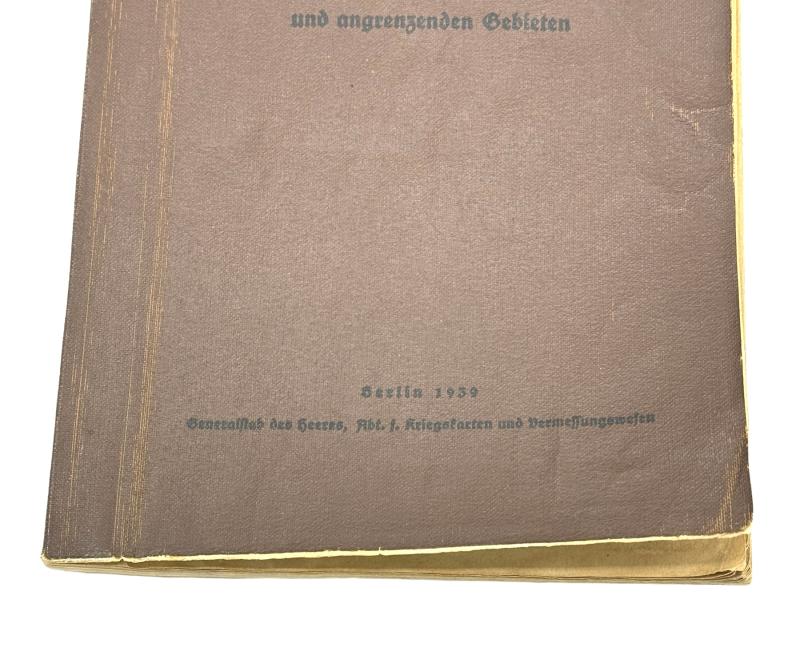 und angrenzenden Gebieten
Berlin 1939
Generalstab des Heeres, Abt. f. Kriegskarten und Vermessungswesen